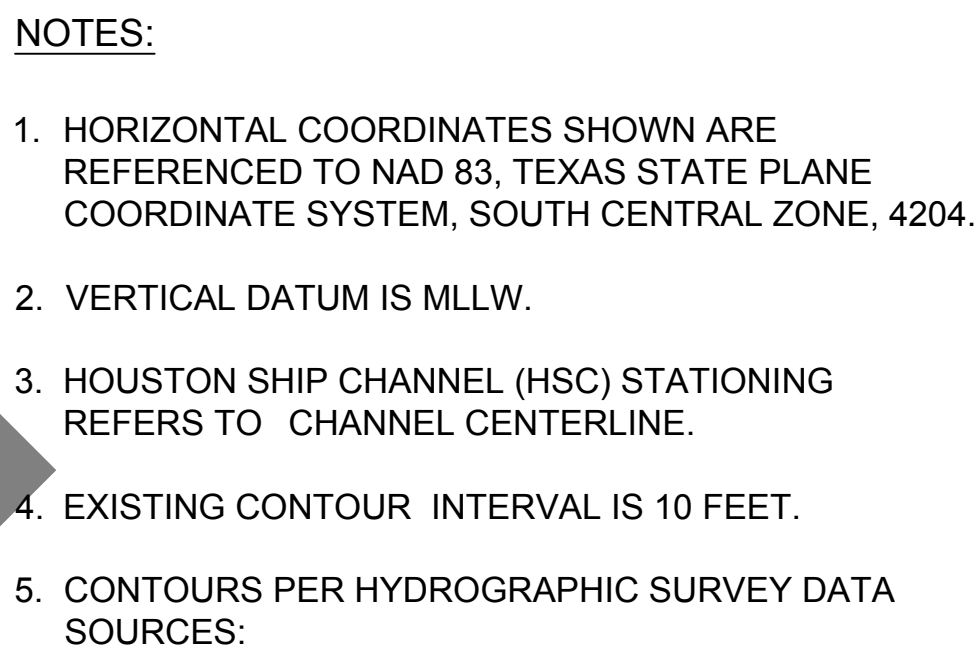 NOTES:
1. HORIZONTAL COORDINATES SHOWN ARE
REFERENCED TO NAD 83, TEXAS STATE PLANE
COORDINATE SYSTEM, SOUTH CENTRAL ZONE, 4204.
2. VERTICAL DATUM IS MLLW.
3. HOUSTON SHIP CHANNEL (HSC) STATIONING
REFERS TO CHANNEL CENTERLINE.
4. EXISTING CONTOUR INTERVAL IS 10 FEET.
5. CONTOURS PER HYDROGRAPHIC SURVEY DATA
SOURCES: